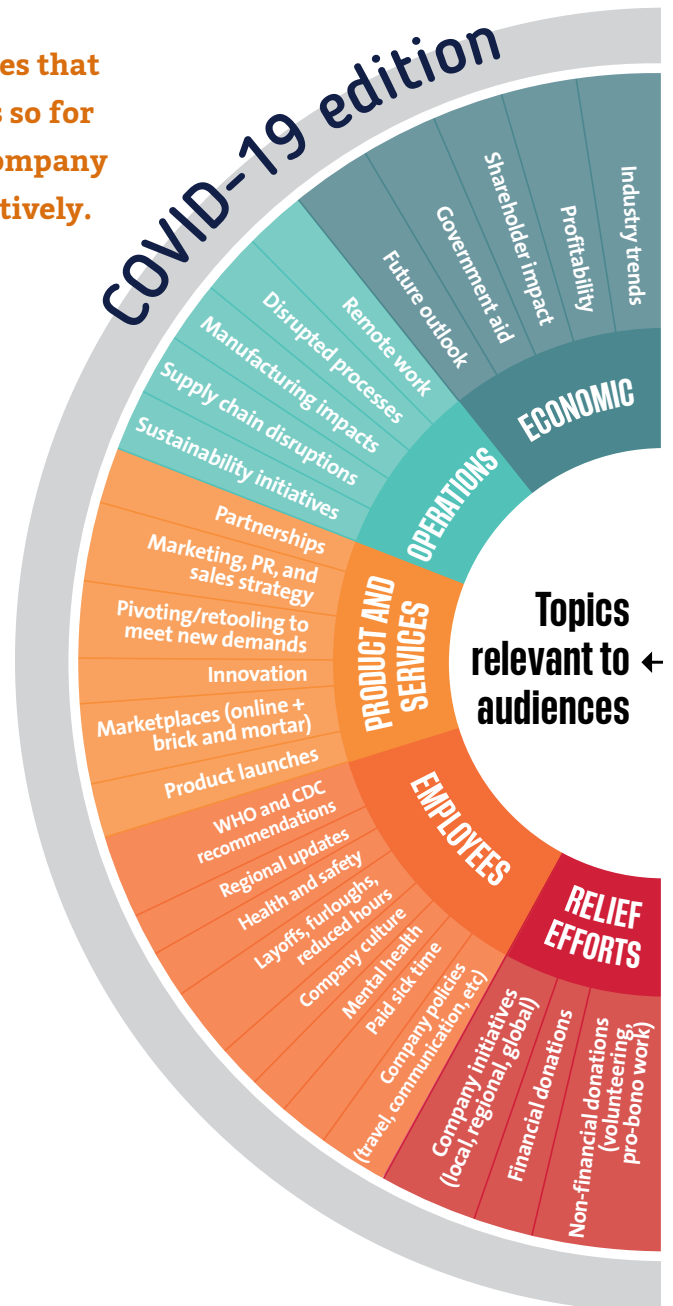 es that
s so for
ompany
tively.
COVID-19 edition
Industry trends
Profitability
Shareholder impact
Government aid
Future outlook
ECONOMIC
Remote work
Disrupted processes
Manufacturing impacts
Supply chain disruptions
Sustainability initiatives
OPERATIONS
Partnerships
Marketing, PR, and
sales strategy
Pivoting/retooling to
meet new demands
Innovation
Marketplaces (online +
brick and mortar)
Product launches
PRODUCT AND
SERVICES
Topics
relevant to
audiences
WHO and CDC
recommendations
Regional updates
Health and safety
Layoffs, furloughs,
reduced hours
Company culture
Mental health
Paid sick time
Company policies
(travel, communication, etc)
EMPLOYEES
RELIEF
EFFORTS
Company initiatives
(local, regional, global)
Financial donations
Non-financial donations
(volunteering,
pro-bono work)